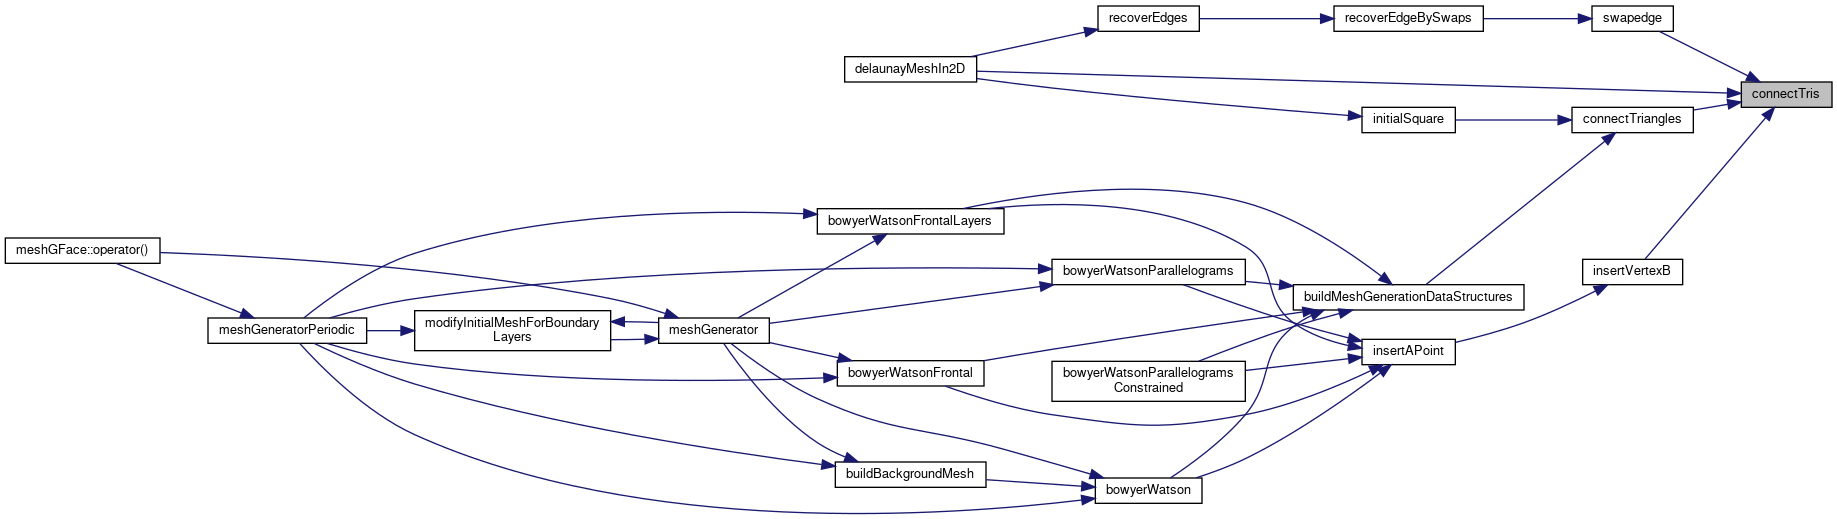 recoverEdges
recoverEdgeBySwaps
swapedge
delaunayMeshIn2D
connectTris
initialSquare
connectTriangles
bowyerWatsonFrontalLayers
meshGFace::operator()
bowyerWatsonParallelograms
insertVertexB
buildMeshGenerationDataStructures
meshGeneratorPeriodic
modifyInitialMeshForBoundary
Layers
meshGenerator
insertAPoint
bowyerWatsonFrontal
bowyerWatsonParallelograms
Constrained
buildBackgroundMesh
bowyerWatson